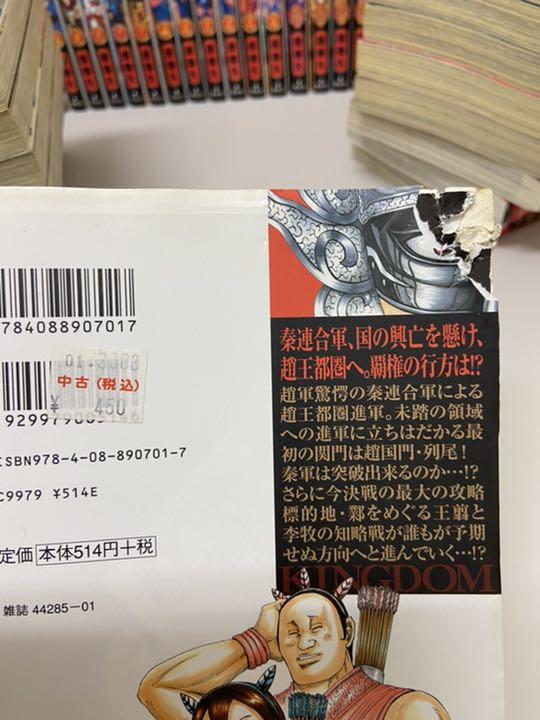 784088907017
01.3003
中古(税込)
¥ 450
ISBN978-4-08-890701-7
C9979 ¥514E
定価 本体514円+税
雑誌 44285-01
秦連合軍、国の興亡を懸け、
趙王都圏へ。覇権の行方は!?
趙軍驚愕の秦連合軍による
趙王都圏進軍。未踏の領域
への進軍に立ちはだかる最
初の関門は趙国門・列尾!
秦軍は突破出来るのか…!?
さらに今決戦の最大の攻略
標的地・鄴をめぐる王翦と
李牧の知略戦が誰もが予期
せぬ方向へと進んでいく…!?
KINGDOM